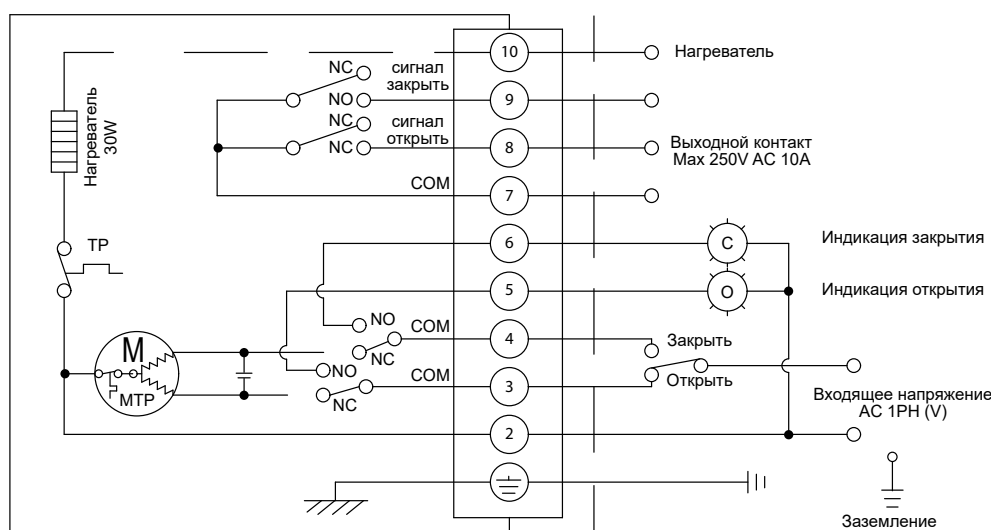 10
Нагреватель
NC
сигнал
закрыть
NO
9
NC
сигнал
открыть
NC
8
Выходной контакт
Max 250V AC 10A
Нагреватель
30W
COM
7
6
C
Индикация закрытия
TP
5
O
Индикация открытия
NO
COM
4
Закрыть
M
NC
NO
COM
3
Открыть
MTP
NC
Входящее напряжение
AC 1PH (V)
2
Заземление